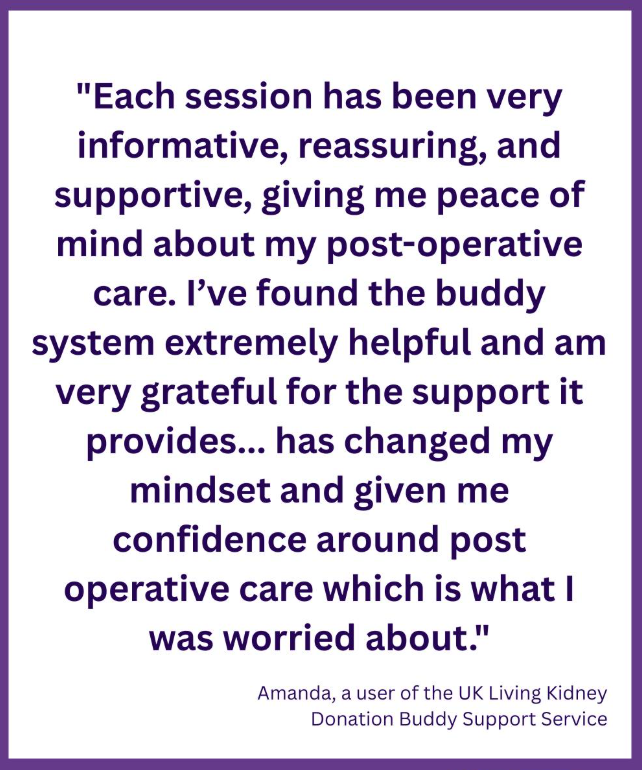 "Each session has been very
informative, reassuring, and
supportive, giving me peace of
mind about my post-operative
care. I’ve found the buddy
system extremely helpful and am
very grateful for the support it
provides... has changed my
mindset and given me
confidence around post
operative care which is what I
was worried about."
Amanda, a user of the UK Living Kidney
Donation Buddy Support Service